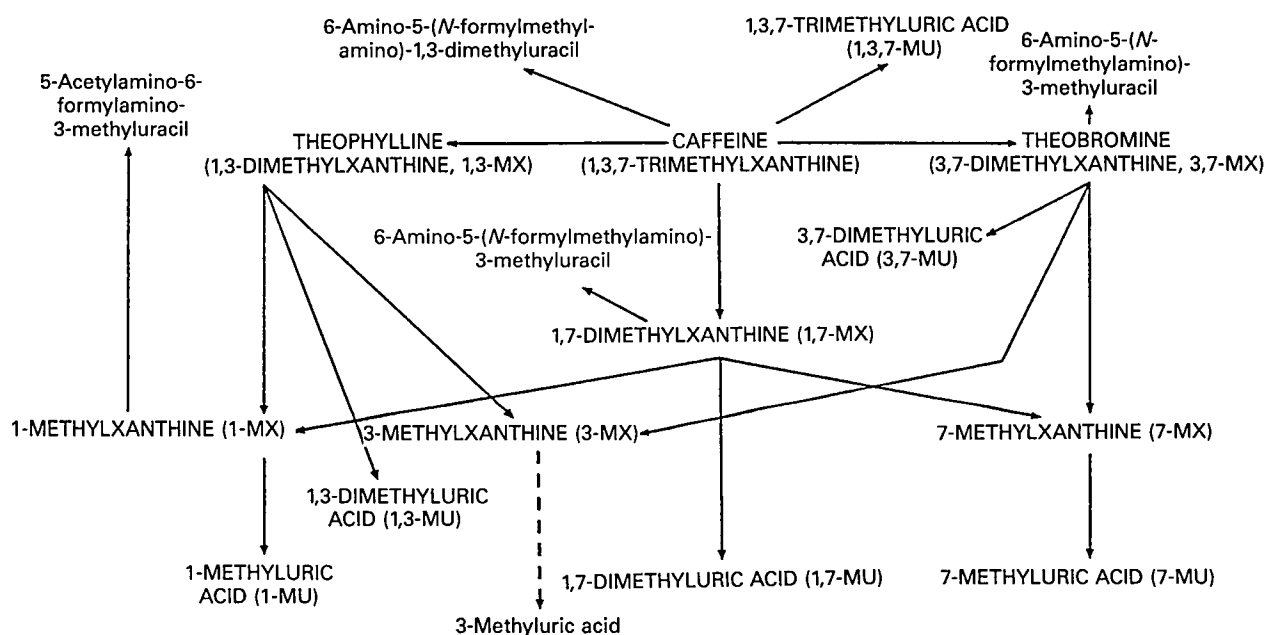 6-Amino-5-(N-formylmethyl-
amino)-1,3-dimethyluracil
1,3,7-TRIMETHYLURIC ACID
(1,3,7-MU)
6-Amino-5-(N-
formylmethylamino)-
3-methyluracil
5-Acetylamino-6-
formylamino-
3-methyluracil
THEOPHYLLINE
(1,3-DIMETHYLXANTHINE, 1,3-MX)
CAFFEINE
(1,3,7-TRIMETHYLXANTHINE)
THEOBROMINE
(3,7-DIMETHYLXANTHINE, 3,7-MX)
6-Amino-5-(N-formylmethylamino)-
3-methyluracil
3,7-DIMETHYLURIC
ACID (3,7-MU)
1,7-DIMETHYLXANTHINE (1,7-MX)
1-METHYLXANTHINE (1-MX)
3-METHYLXANTHINE (3-MX)
7-METHYLXANTHINE (7-MX)
1,3-DIMETHYLURIC
ACID (1,3-MU)
1-METHYLURIC
ACID (1-MU)
1,7-DIMETHYLURIC ACID (1,7-MU)
7-METHYLURIC ACID (7-MU)
3-Methyluric acid